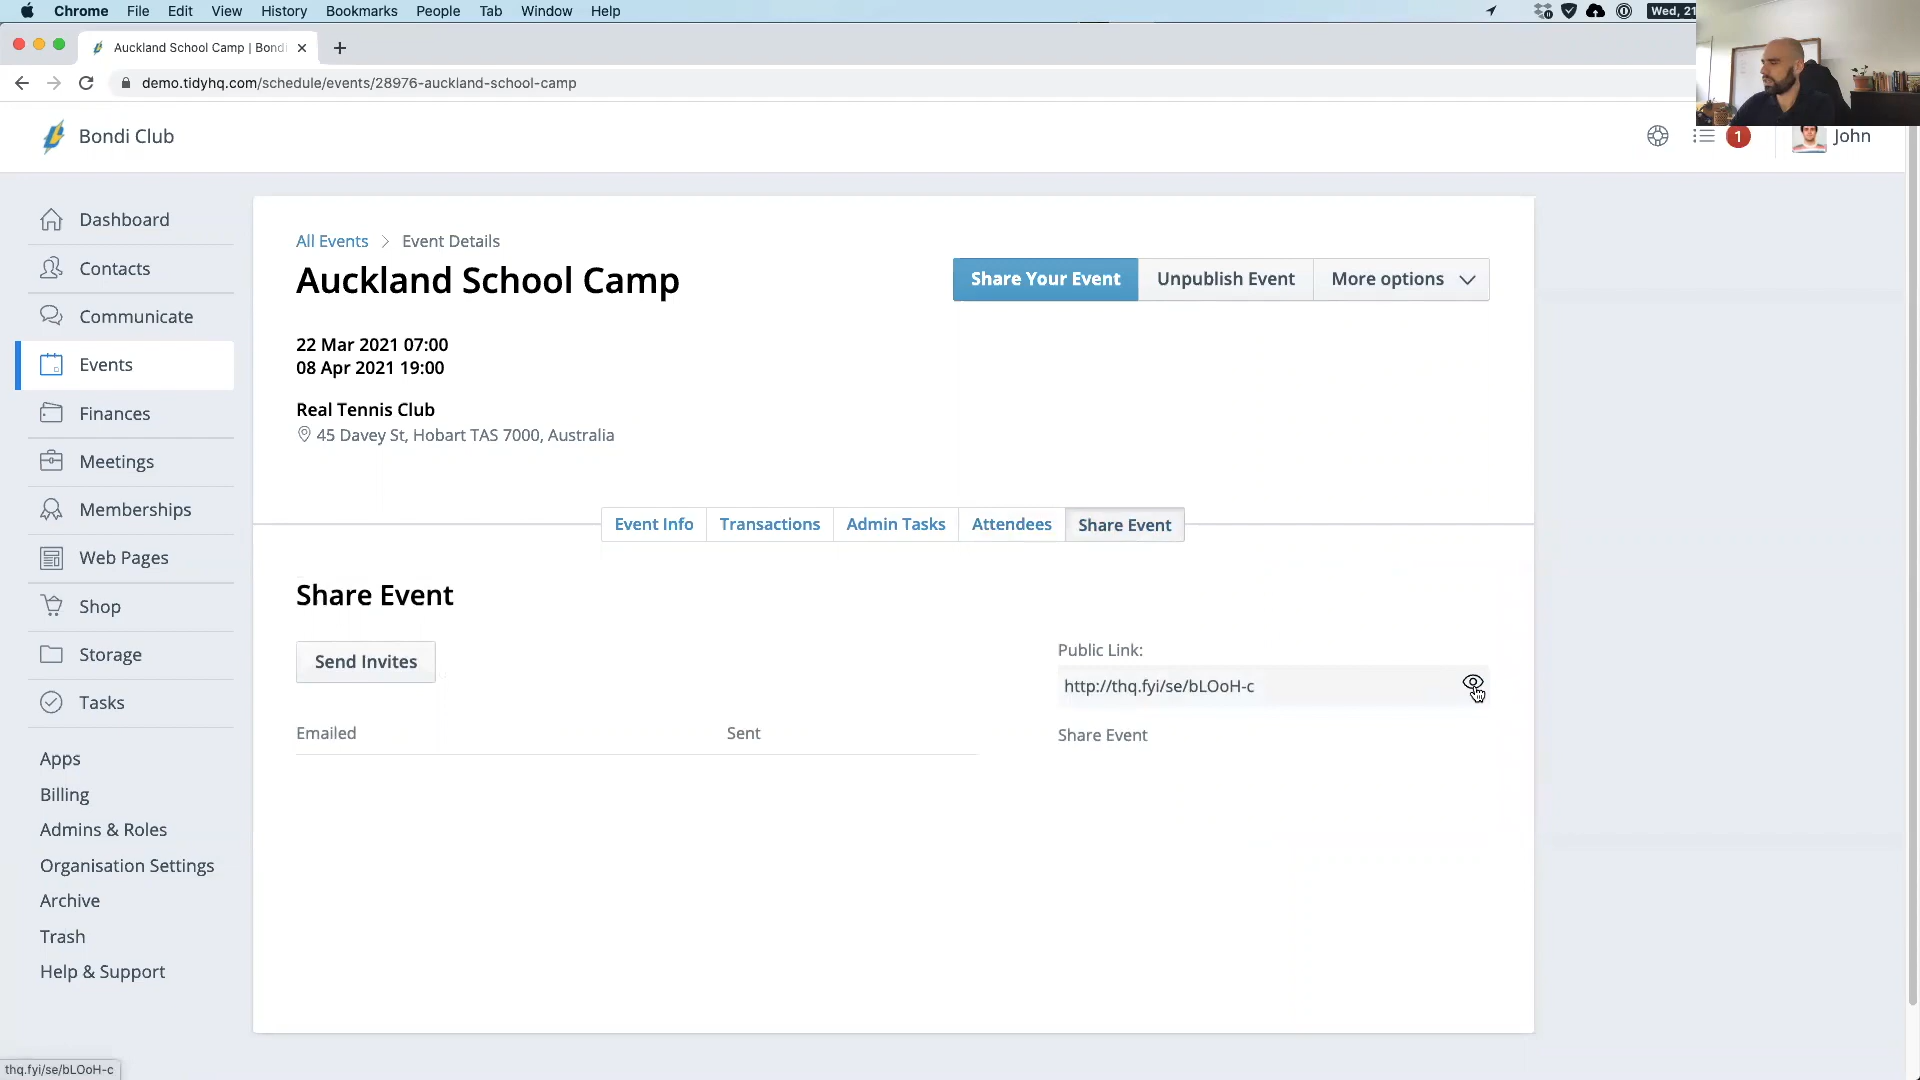 Chrome File Edit View History Bookmarks People Tab Window Help
Wed, 21
Auckland School Camp | Bondi
demo.tidyhq.com/schedule/events/28976-auckland-school-camp
Bondi Club
1
John
Dashboard
Contacts
Communicate
Events
Finances
Meetings
Memberships
Web Pages
Shop
Storage
Tasks
Apps
Billing
Admins & Roles
Organisation Settings
Archive
Trash
Help & Support
All Events Event Details
Auckland School Camp
Share Your Event
Unpublish Event
More options
22 Mar 2021 07:00
08 Apr 2021 19:00
Real Tennis Club
45 Davey St, Hobart TAS 7000, Australia
Event Info
Transactions
Admin Tasks
Attendees
Share Event
Share Event
Send Invites
Emailed
Sent
Public Link:
http://thq.fyi/se/bLOoH-c
Share Event
thq.fyi/se/bLOoH-c